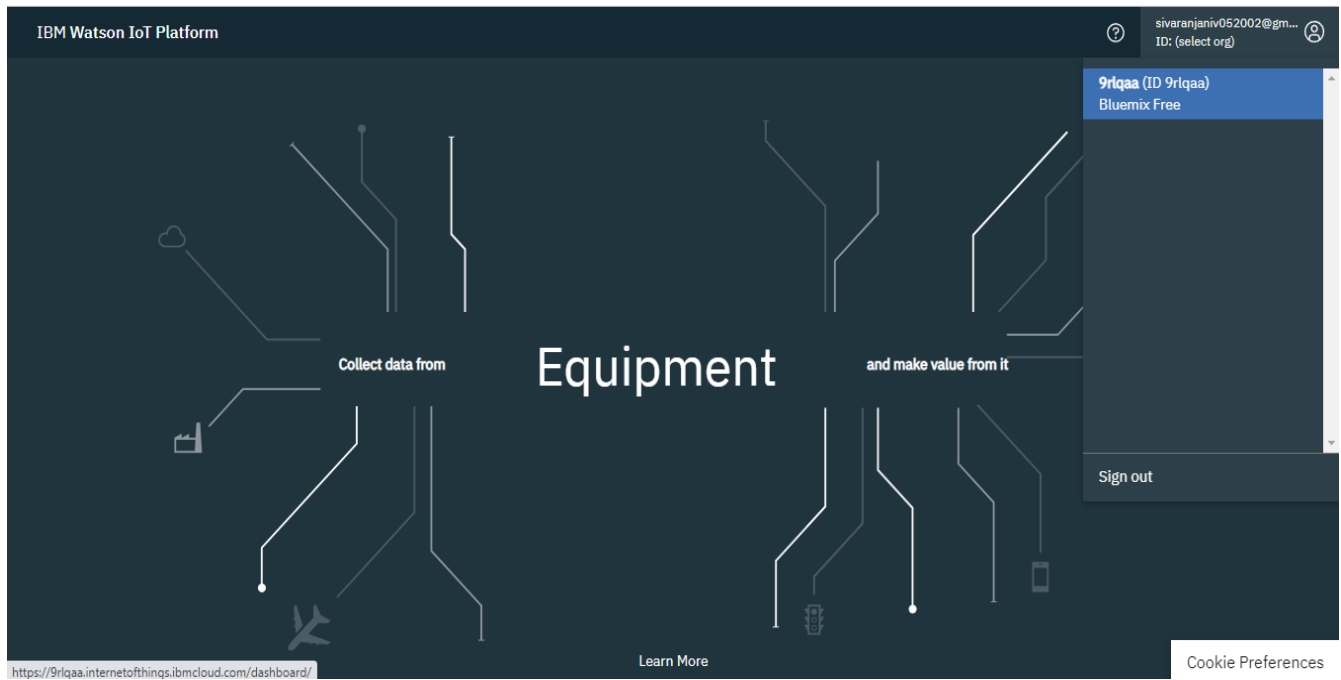 IBM Watson IoT Platform
sivaranjaniv052002@gm...
ID: (select org)
9rlqaa (ID 9rlqaa)
Bluemix Free
Collect data from
Equipment
and make value from it
Sign out
Learn More
Cookie Preferences
https://9rlqaa.internetofthings.ibmcloud.com/dashboard/